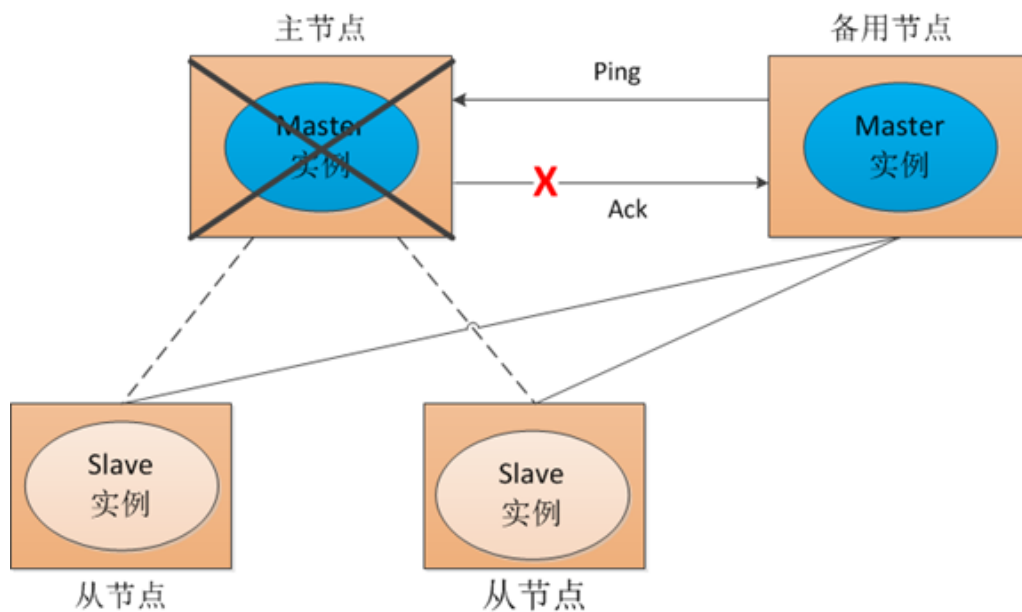 主节点
备用节点
Ping
Master
实例
Master
实例
X
Ack
Slave
实例
Slave
实例
从节点
从节点